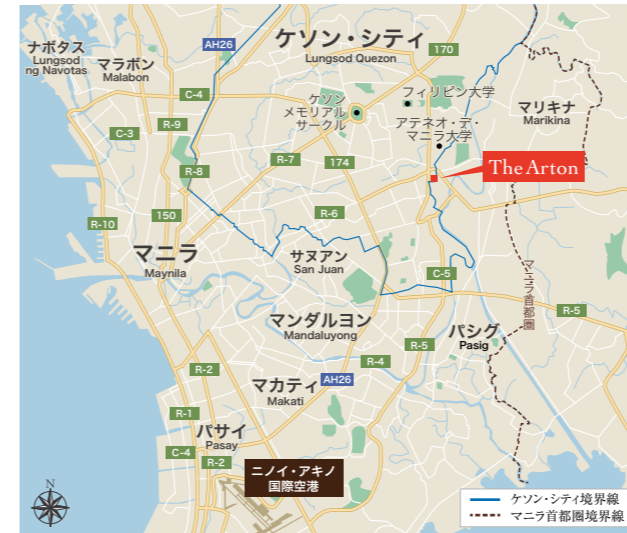 ナボタス
Lungsod
ng Navotas
マラボン
Malabon
AH26
ケソン・シティ
Lungsod Quezon
170
C-4
ケソン
メモリアル
サークル
フィリピン大学
アテネオ・デ・
マニラ大学
マリキナ
Marikina
C-3
R-9
R-7
174
R-8
The Arton
R-10
150
R-6
マニラ
Maynila
サヌアン
San Juan
C-5
マニラ首都圏
R-5
マンダルヨン
Mandaluyong
パシグ
Pasig
R-5
R-4
R-2
マカティ
Makati
AH26
R-1
パサイ
Pasay
C-4
R-2
ニノイ・アキノ
国際空港
N
ケソン・シティ境界線
マニラ首都圏境界線